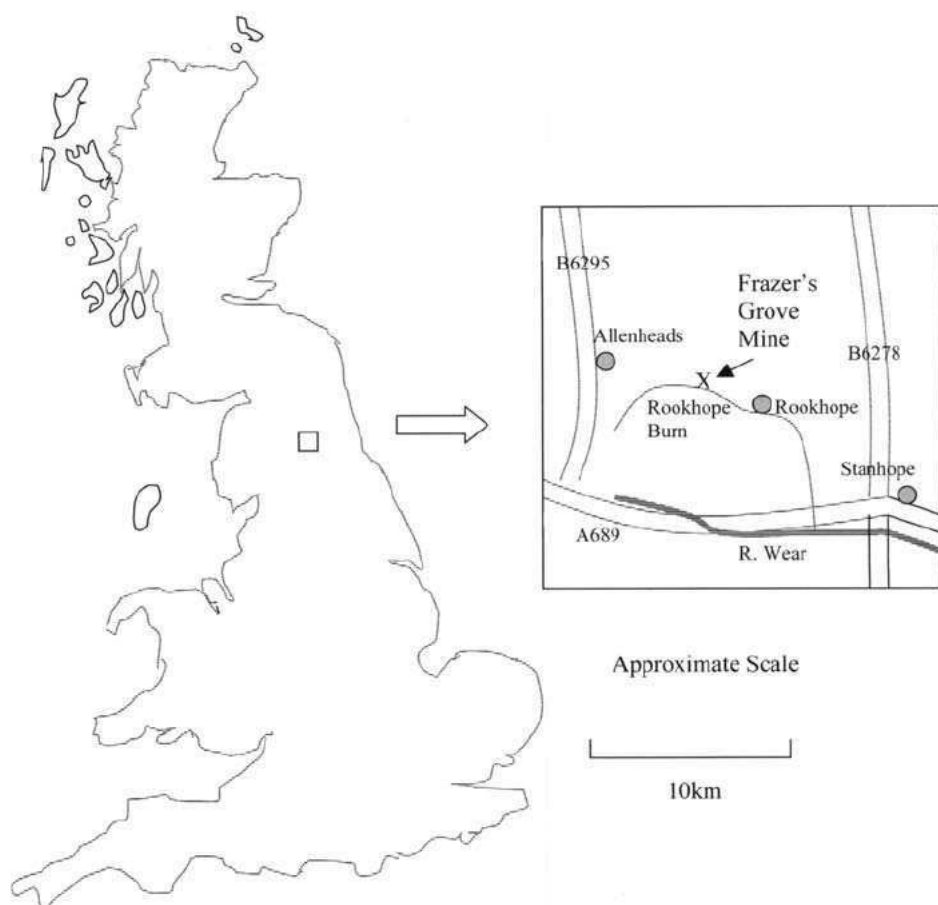 B6295
Frazer's
Grove
Mine
Allenheads
B6278
X
Rookhope
Burn
Rookhope
Stanhope
A689
R. Wear
Approximate Scale
10km